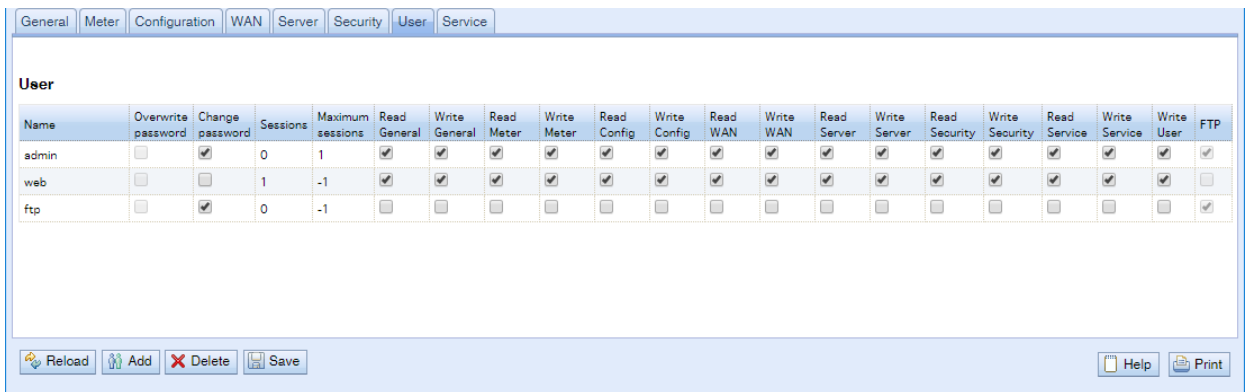 General Meter Configuration WAN Server Security User Service
User
Name Overwrite password Change password Sessions Maximum sessions Read General Write General Read Meter Write Meter Read Config Write Config Read WAN Write WAN Read Server Write Server Read Security Write Security Read Service Write Service Write User FTP
admin 0 1
web 1 -1
ftp 0 -1
Reload Add Delete Save Help Print